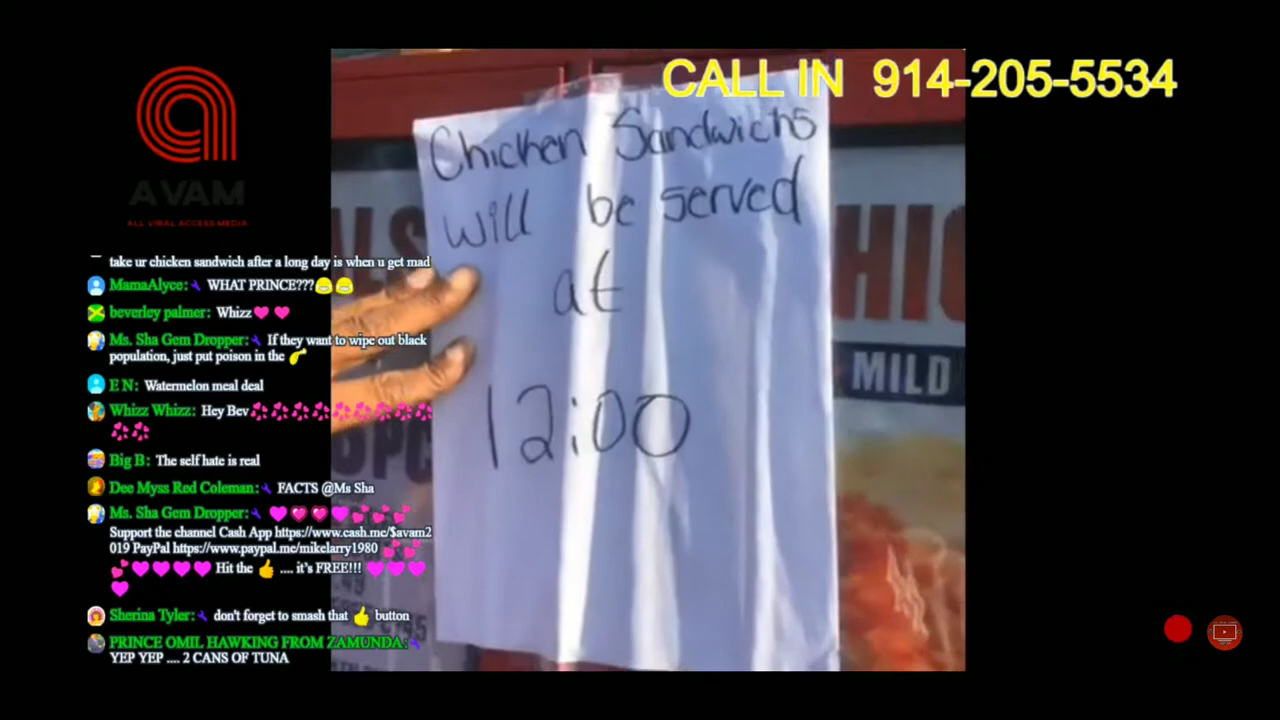 CALL IN 914-205-5534
Chicken Sandwichs
will be served
at
12:00
AVAM
ALL VIRAL ACCESS MEDIA
HIC
MILD
take ur chicken sandwich after a long day is when u get mad
MamaAlyce: WHAT PRINCE???😂😂
beverley palmer: Whizz💗 💗
Ms. Sha Gem Dropper: If they want to wipe out black
population, just put poison in the 🍗
E N: Watermelon meal deal
Whizz Whizz: Hey Bev💞💞💞💞💞💞💞💞💞
💞💞
Big B: The self hate is real
Dee Myss Red Coleman: FACTS @Ms Sha
Ms. Sha Gem Dropper: 💗💓💓💗💕💕💕
Support the channel Cash App https://www.cash.me/$avam2
019 PayPal https://www.paypal.me/mikelarry1980 💕💕
💕💗💗💗💗 Hit the 👍 .... it's FREE!!! 💗💗💗
💗
Sherina Tyler: don't forget to smash that 👍 button
PRINCE OMIL HAWKING FROM ZAMUNDA:
YEP YEP .... 2 CANS OF TUNA